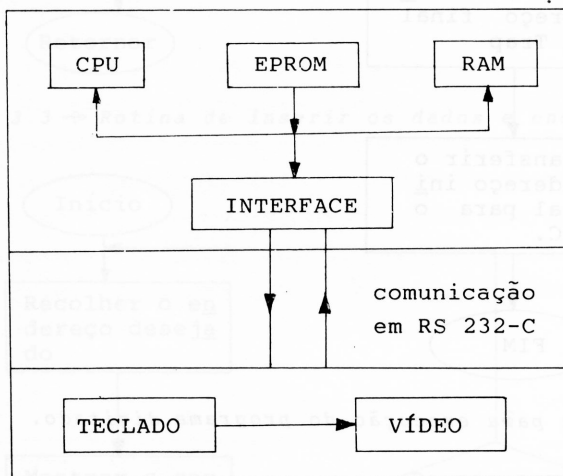 CPU
EPROM
RAM
INTERFACE
comunicação
em RS 232-C
TECLADO
VÍDEO